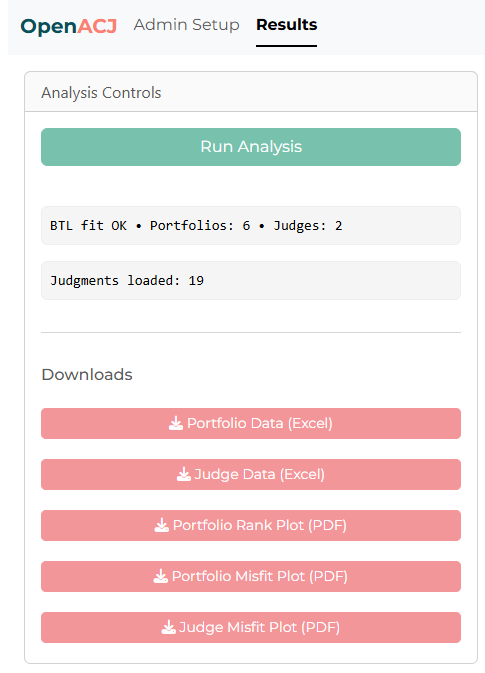 OpenACJ Admin Setup Results
Analysis Controls
Run Analysis
BTL fit OK • Portfolios: 6 • Judges: 2
Judgments loaded: 19
Downloads
Portfolio Data (Excel)
Judge Data (Excel)
Portfolio Rank Plot (PDF)
Portfolio Misfit Plot (PDF)
Judge Misfit Plot (PDF)